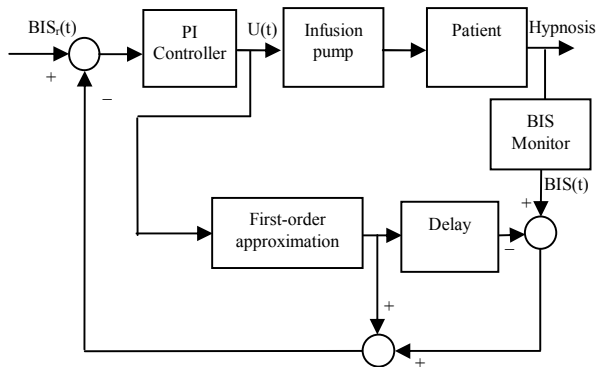 BISr(t)
+
−
PI
Controller
U(t)
Infusion
pump
Patient
Hypnosis
BIS
Monitor
BIS(t)
+
First-order
approximation
Delay
−
+
+